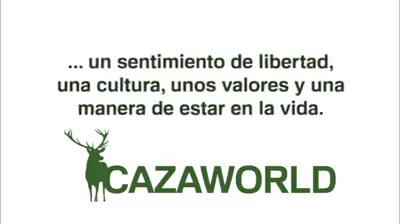 ... un sentimiento de libertad,
una cultura, unos valores y una
manera de estar en la vida.
CAZAWORLD